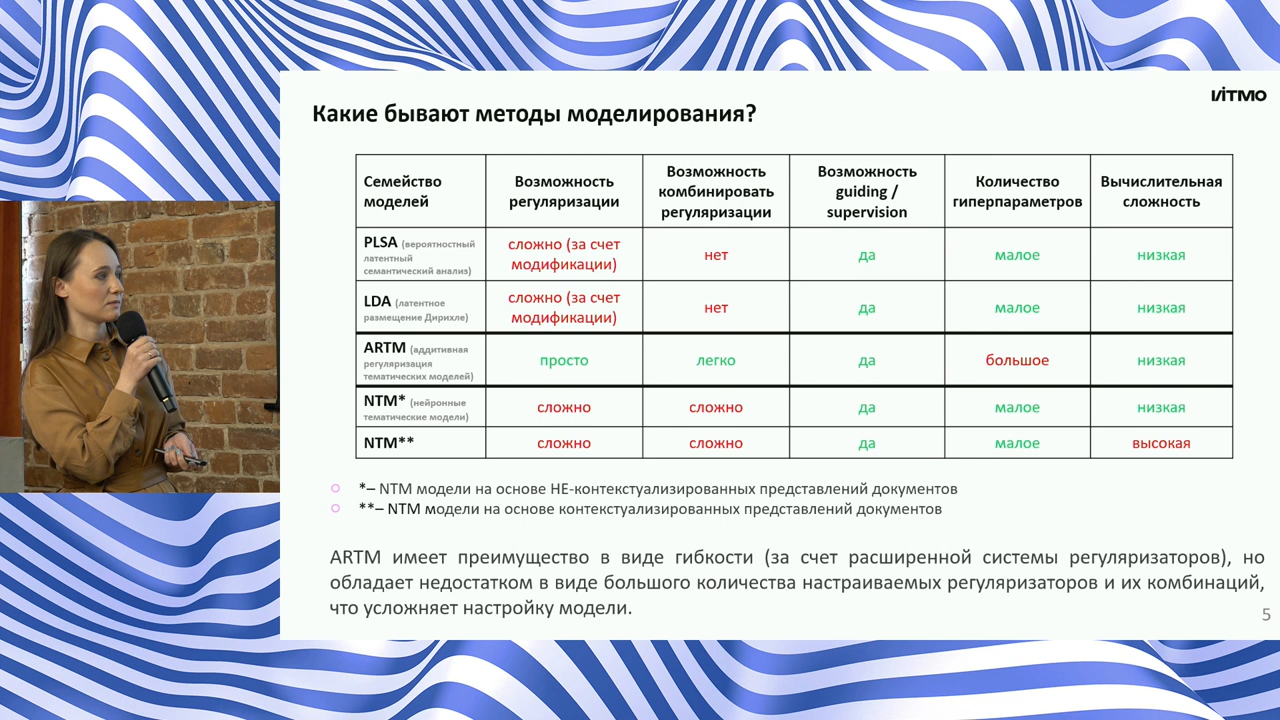 ITMO
Какие бывают методы моделирования?
Семейство моделей
Возможность регуляризации
Возможность комбинировать регуляризации
Возможность guiding / supervision
Количество гиперпараметров
Вычислительная сложность
PLSA (вероятностный латентный семантический анализ)
сложно (за счет модификации)
нет
да
малое
низкая
LDA (латентное размещение Дирихле)
сложно (за счет модификации)
нет
да
малое
низкая
ARTM (аддитивная регуляризация тематических моделей)
просто
легко
да
большое
низкая
NTM* (нейронные тематические модели)
сложно
сложно
да
малое
низкая
NTM**
сложно
сложно
да
малое
высокая
*– NTM модели на основе НЕ-контекстуализированных представлений документов
**– NTM модели на основе контекстуализированных представлений документов
ARTM имеет преимущество в виде гибкости (за счет расширенной системы регуляризаторов), но
обладает недостатком в виде большого количества настраиваемых регуляризаторов и их комбинаций,
что усложняет настройку модели.
5